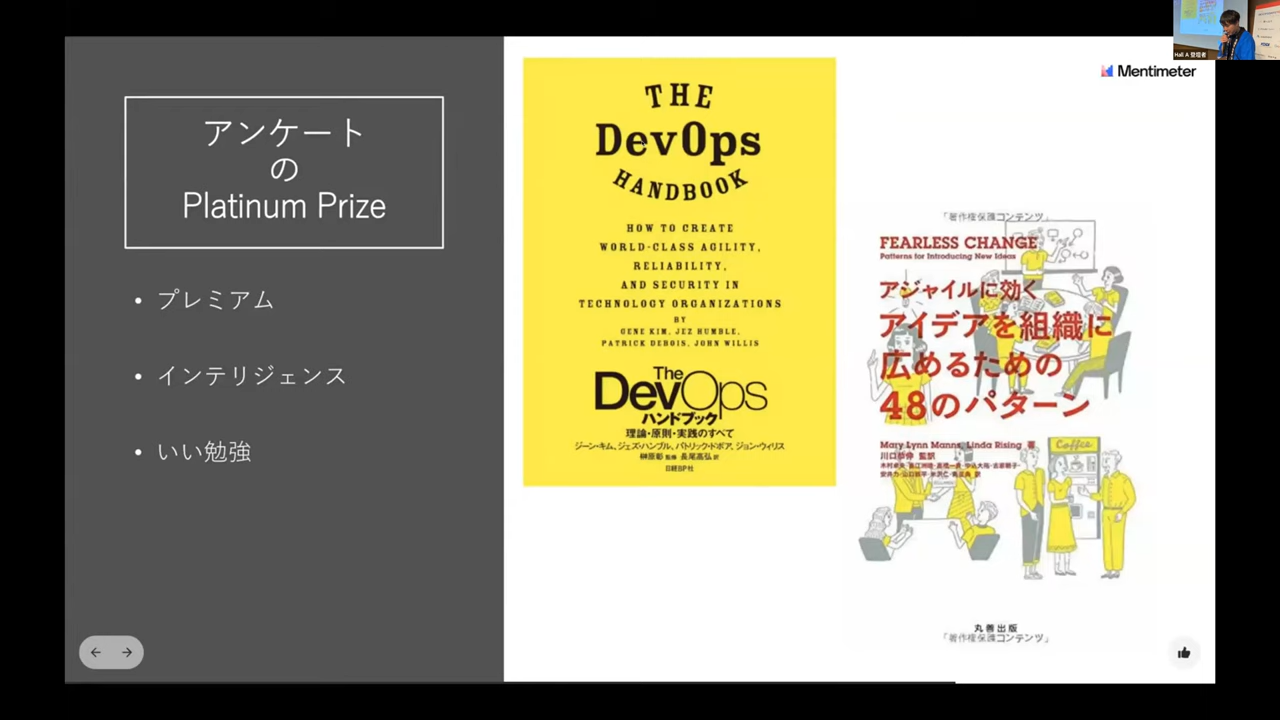 アンケート
の
Platinum Prize
• プレミアム
• インテリジェンス
• いい勉強
THE
DevOps
HANDBOOK
HOW TO CREATE
WORLD-CLASS AGILITY,
RELIABILITY,
AND SECURITY IN
TECHNOLOGY ORGANIZATIONS
BY
GENE KIM, JEZ HUMBLE,
PATRICK DEBOIS, JOHN WILLIS
The
DevOps
ハンドブック
理論・原則・実践のすべて
ジーン・キム、ジェズ・ハンブル、パトリック・ドボア、ジョン・ウィリス
榊原彰 監修 長尾高弘 訳
日経BP社
「著作権保護コンテンツ」
FEARLESS CHANGE
Patterns for Introducing New Ideas
アジャイルに効く
アイデアを組織に
広めるための
48のパターン
Mary Lynn Manns, Linda Rising 著
川口恭伸 監訳
Coffee
丸善出版
「著作権保護コンテンツ」
Mentimeter
Hall A 登壇者